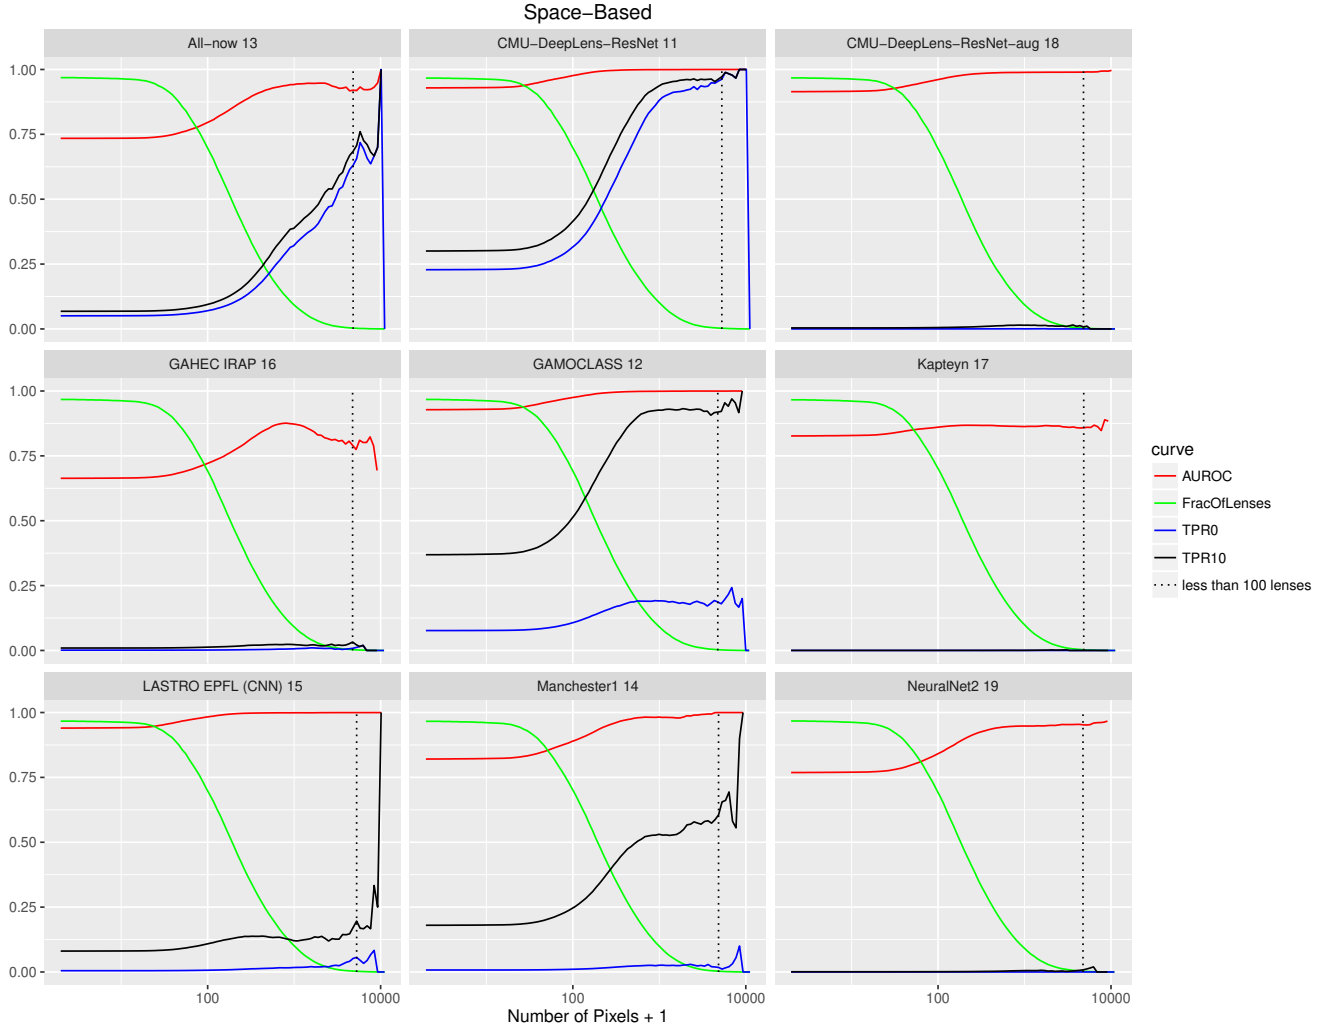 Space−Based
All−now 13
CMU−DeepLens−ResNet 11
CMU−DeepLens−ResNet−aug 18
1.00
0.75
0.50
0.25
0.00
GAHEC IRAP 16
GAMOCLASS 12
Kapteyn 17
1.00
0.75
0.50
0.25
0.00
LASTRO EPFL (CNN) 15
Manchester1 14
NeuralNet2 19
1.00
0.75
0.50
0.25
0.00
100
10000
100
10000
100
10000
Number of Pixels + 1
curve
AUROC
FracOfLenses
TPR0
TPR10
less than 100 lenses